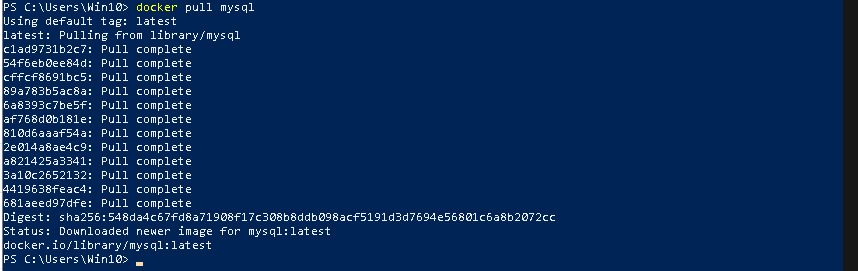 PS C:\Users\Win10> docker pull mysql
Using default tag: latest
latest: Pulling from library/mysql
c1ad9731b2c7: Pull complete
54f6eb0ee84d: Pull complete
cffcf8691bc5: Pull complete
89a783b5ac8a: Pull complete
6a8393c7be5f: Pull complete
af768d0b181e: Pull complete
810d6aaaf54a: Pull complete
2e014a8ae4c9: Pull complete
a821425a3341: Pull complete
3a10c2652132: Pull complete
4419638feac4: Pull complete
681aeed97dfe: Pull complete
Digest: sha256:548da4c67fd8a71908f17c308b8ddb098acf5191d3d7694e56801c6a8b2072cc
Status: Downloaded newer image for mysql:latest
docker.io/library/mysql:latest
PS C:\Users\Win10>